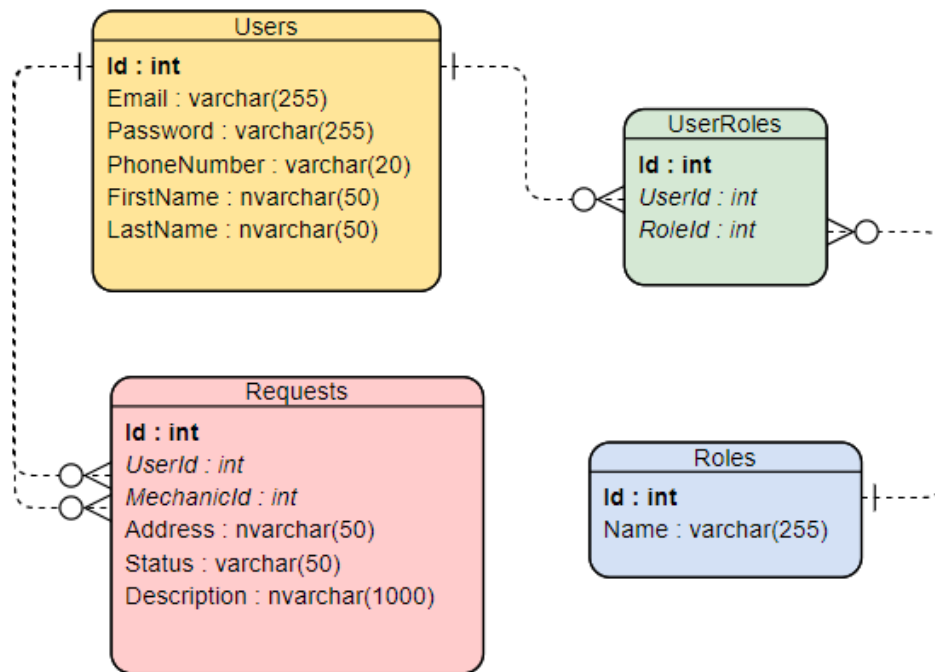 Users
Id : int
Email : varchar(255)
Password : varchar(255)
PhoneNumber : varchar(20)
FirstName : nvarchar(50)
LastName : nvarchar(50)
UserRoles
Id : int
UserId : int
RoleId : int
Requests
Id : int
UserId : int
MechanicId : int
Address : nvarchar(50)
Status : varchar(50)
Description : nvarchar(1000)
Roles
Id : int
Name : varchar(255)